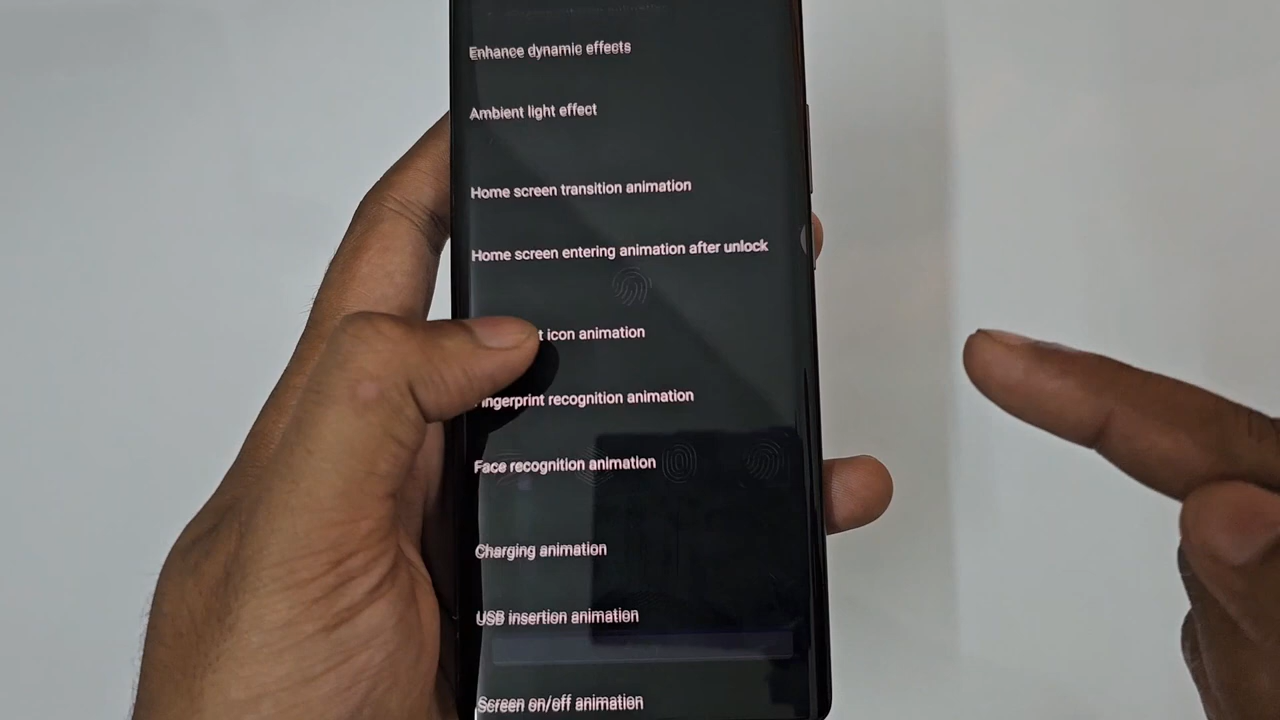 Enhance dynamic effects
Ambient light effect
Home screen transition animation
Home screen entering animation after unlock
icon animation
Fingerprint recognition animation
Face recognition animation
Charging animation
USB insertion animation
Screen on/off animation